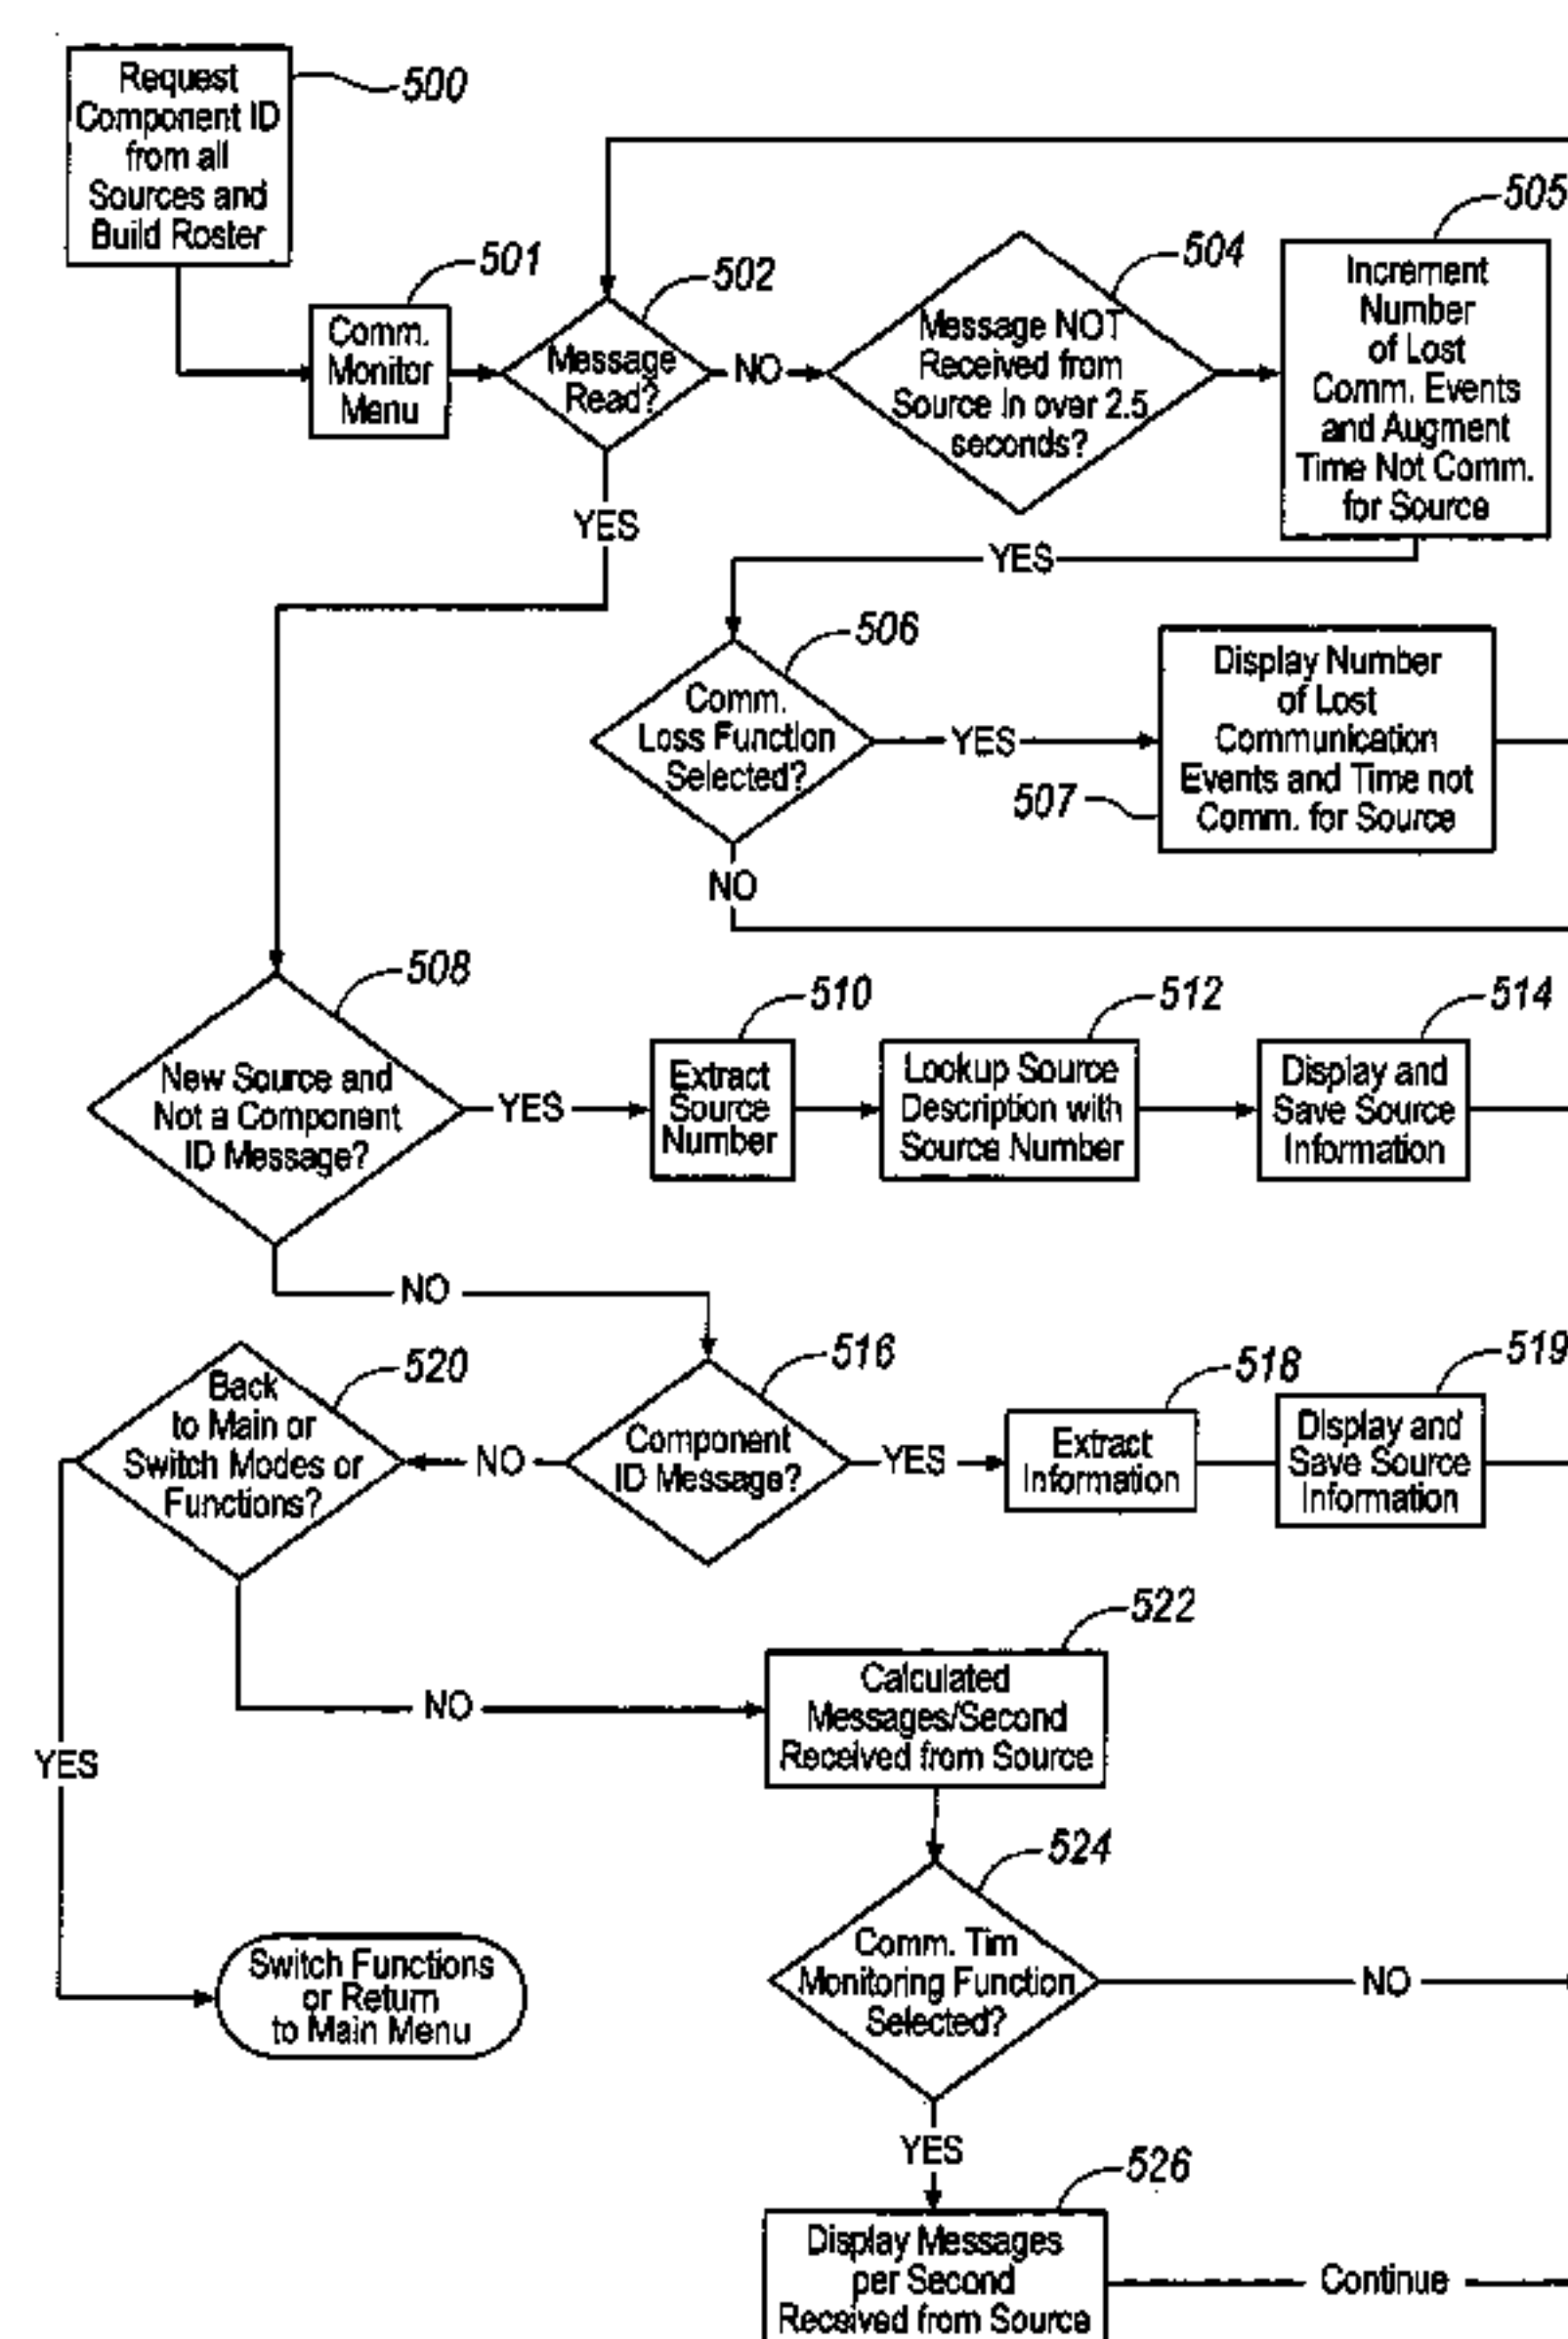 Request
Component ID
from all
Sources and
Build Roster
500
501
Comm.
Monitor
Menu
502
Message
Read?
NO
YES
504
Message NOT
Received from
Source in over 2.5
seconds?
505
Increment
Number
of Lost
Comm. Events
and Augment
Time Not Comm.
for Source
YES
506
Comm.
Loss Function
Selected?
YES
NO
507
Display Number
of Lost
Communication
Events and Time not
Comm. for Source
508
New Source and
Not a Component
ID Message?
YES
510
Extract
Source
Number
512
Lookup Source
Description with
Source Number
514
Display and
Save Source
Information
NO
516
Component
ID Message?
YES
518
Extract
Information
519
Display and
Save Source
Information
NO
520
Back
to Main or
Switch Modes or
Functions?
NO
YES
522
Calculated
Messages/Second
Received from Source
524
Comm. Tim
Monitoring Function
Selected?
NO
Switch Functions
or Return
to Main Menu
YES
526
Display Messages
per Second
Received from Source
Continue